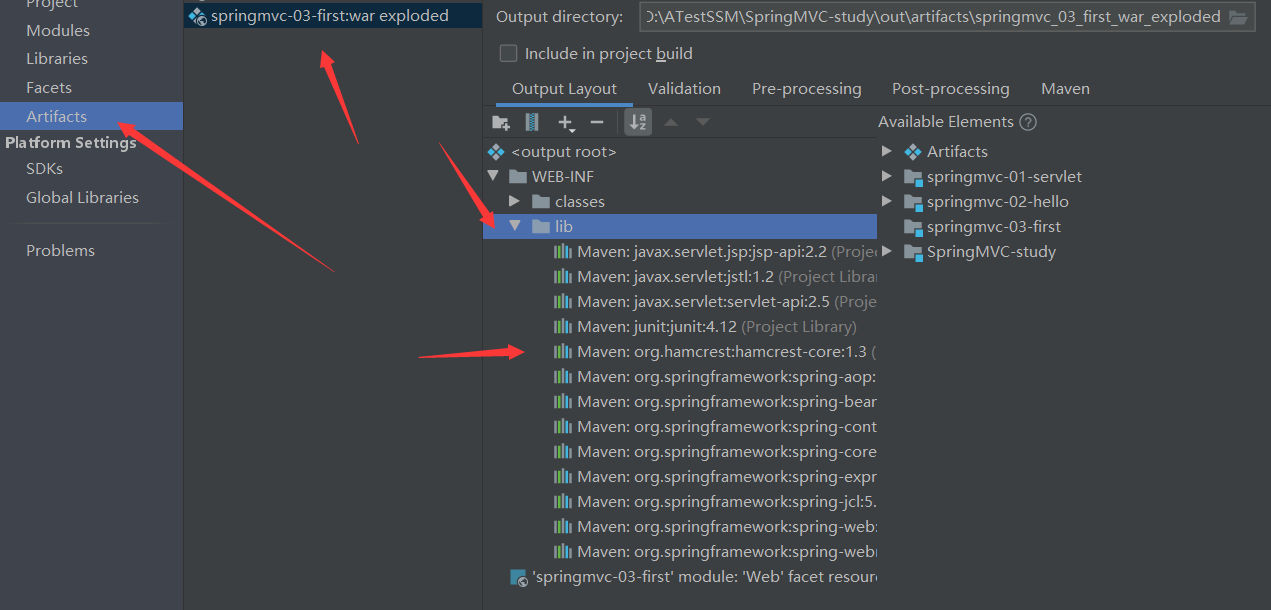 Project
Modules
Libraries
Facets
Artifacts
Platform Settings
SDKs
Global Libraries
Problems
springmvc-03-first:war exploded
Output directory:
D:\ATestSSM\SpringMVC-study\out\artifacts\springmvc_03_first_war_exploded
Include in project build
Output Layout Validation Pre-processing Post-processing Maven
Available Elements
<output root>
WEB-INF
classes
lib
Maven: javax.servlet.jsp:jsp-api:2.2 (Projec
Maven: javax.servlet:jstl:1.2 (Project Librar
Maven: javax.servlet:servlet-api:2.5 (Proje
Maven: junit:junit:4.12 (Project Library)
Maven: org.hamcrest:hamcrest-core:1.3 (
Maven: org.springframework:spring-aop:
Maven: org.springframework:spring-bean
Maven: org.springframework:spring-cont
Maven: org.springframework:spring-core
Maven: org.springframework:spring-expr
Maven: org.springframework:spring-jcl:5.
Maven: org.springframework:spring-web:
Maven: org.springframework:spring-webr
'springmvc-03-first' module: 'Web' facet resour
Artifacts
springmvc-01-servlet
springmvc-02-hello
springmvc-03-first
SpringMVC-study